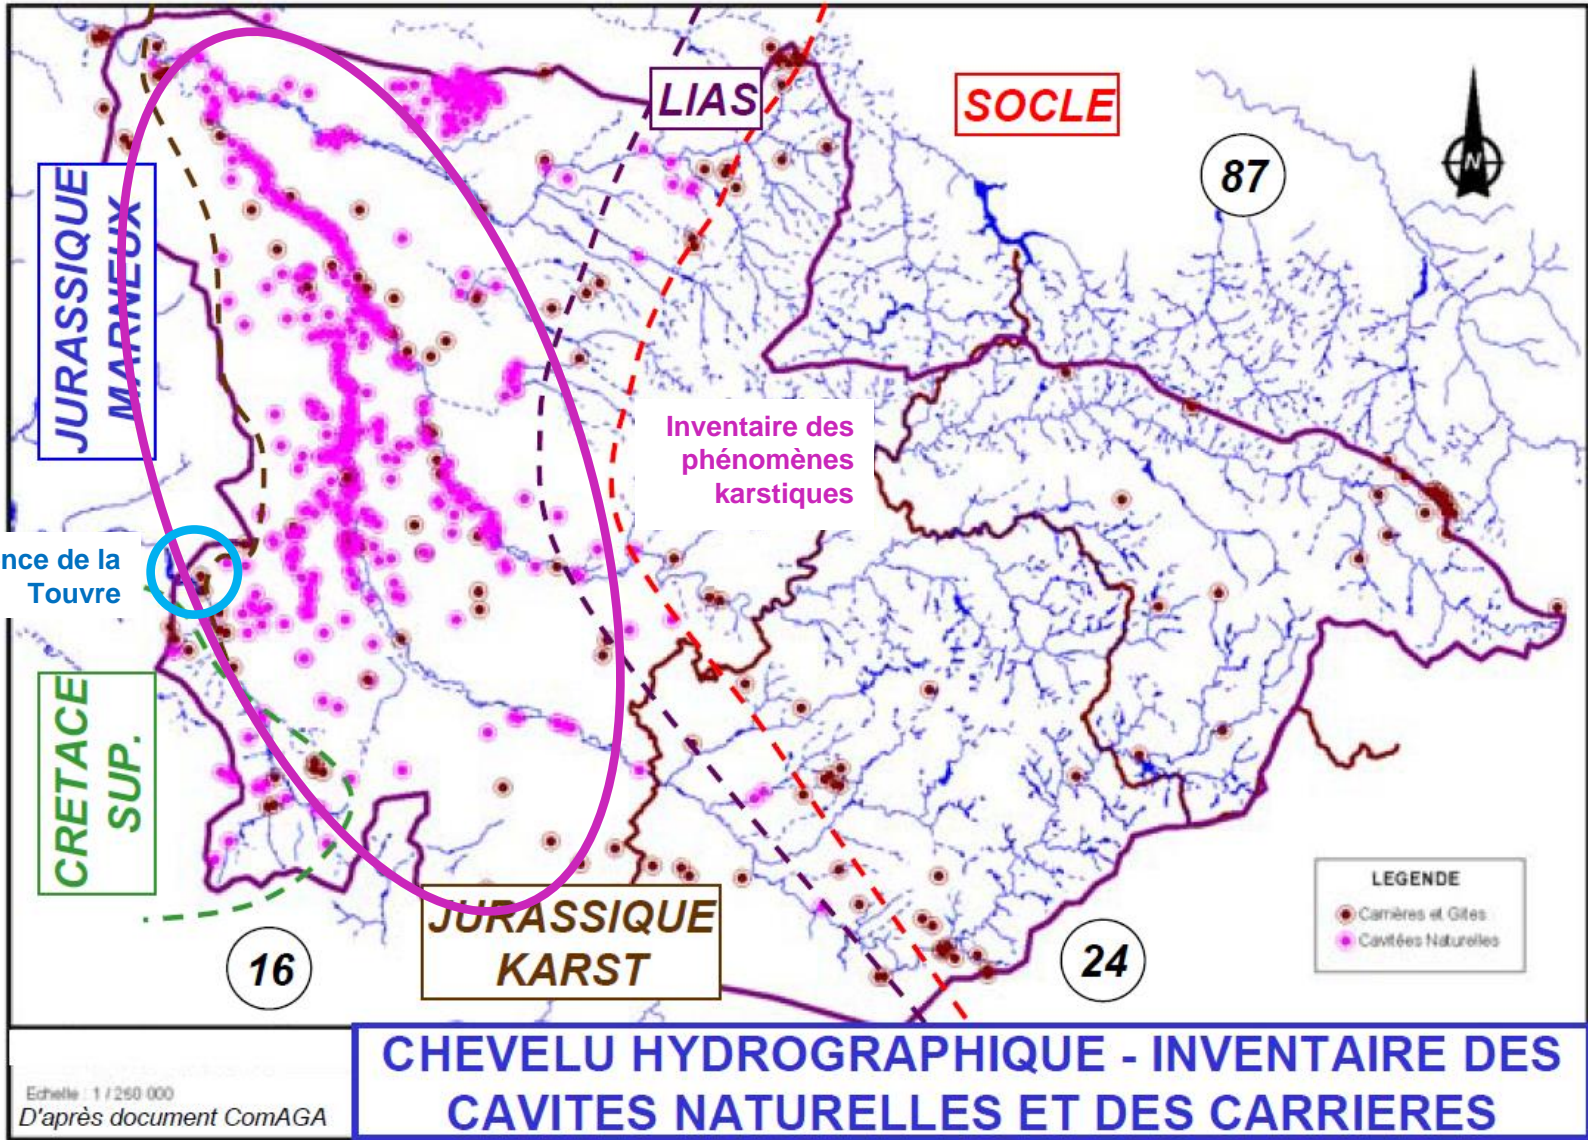 LIAS
SOCLE
87
N
JURASSIQUE
MARNEUX
Inventaire des
phénomènes
karstiques
nce de la
Touvre
CRETACE
SUP.
JURASSIQUE
KARST
16
24
LEGENDE
Carrières et Gîtes
Cavitées Naturelles
Echelle : 1 / 250 000
D'après document ComAGA
CHEVELU HYDROGRAPHIQUE - INVENTAIRE DES
CAVITES NATURELLES ET DES CARRIERES